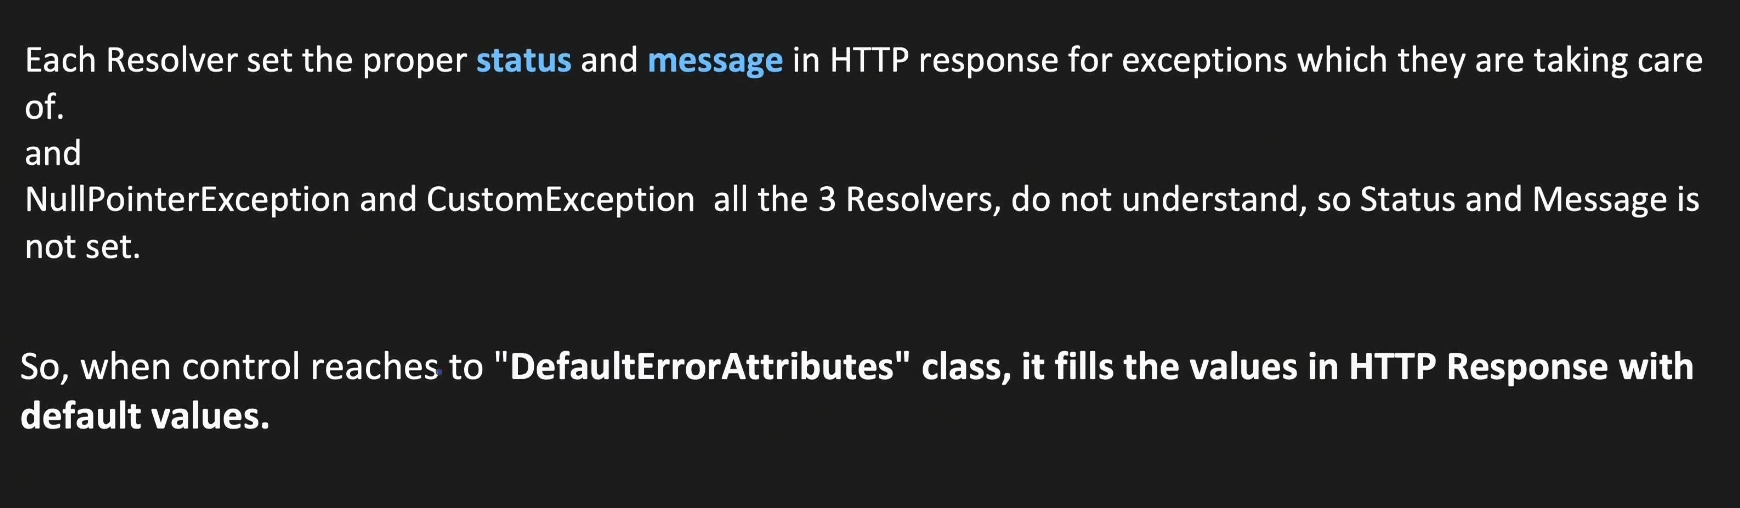 Each Resolver set the proper status and message in HTTP response for exceptions which they are taking care
of.
and
NullPointerException and CustomException  all the 3 Resolvers, do not understand, so Status and Message is
not set.
So, when control reaches to "DefaultErrorAttributes" class, it fills the values in HTTP Response with
default values.